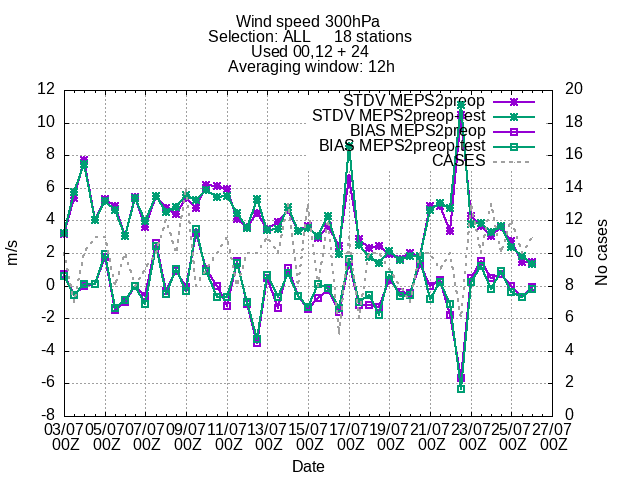 Wind speed 300hPa
Selection: ALL 18 stations
Used 00,12 + 24
Averaging window: 12h
STDV MEPS2preop
STDV MEPS2preop-test
BIAS MEPS2preop
BIAS MEPS2preop-test
CASES
12
12
10
8
6
4
2
0
-2
-4
-6
-8
20
18
16
14
12
10
8
6
4
2
0
m/s
No cases
03/07 05/07 07/07 09/07 11/07 13/07 15/07 17/07 19/07 21/07 23/07 25/07 27/07
00Z 00Z 00Z 00Z 00Z 00Z 00Z 00Z 00Z 00Z 00Z 00Z 00Z
Date